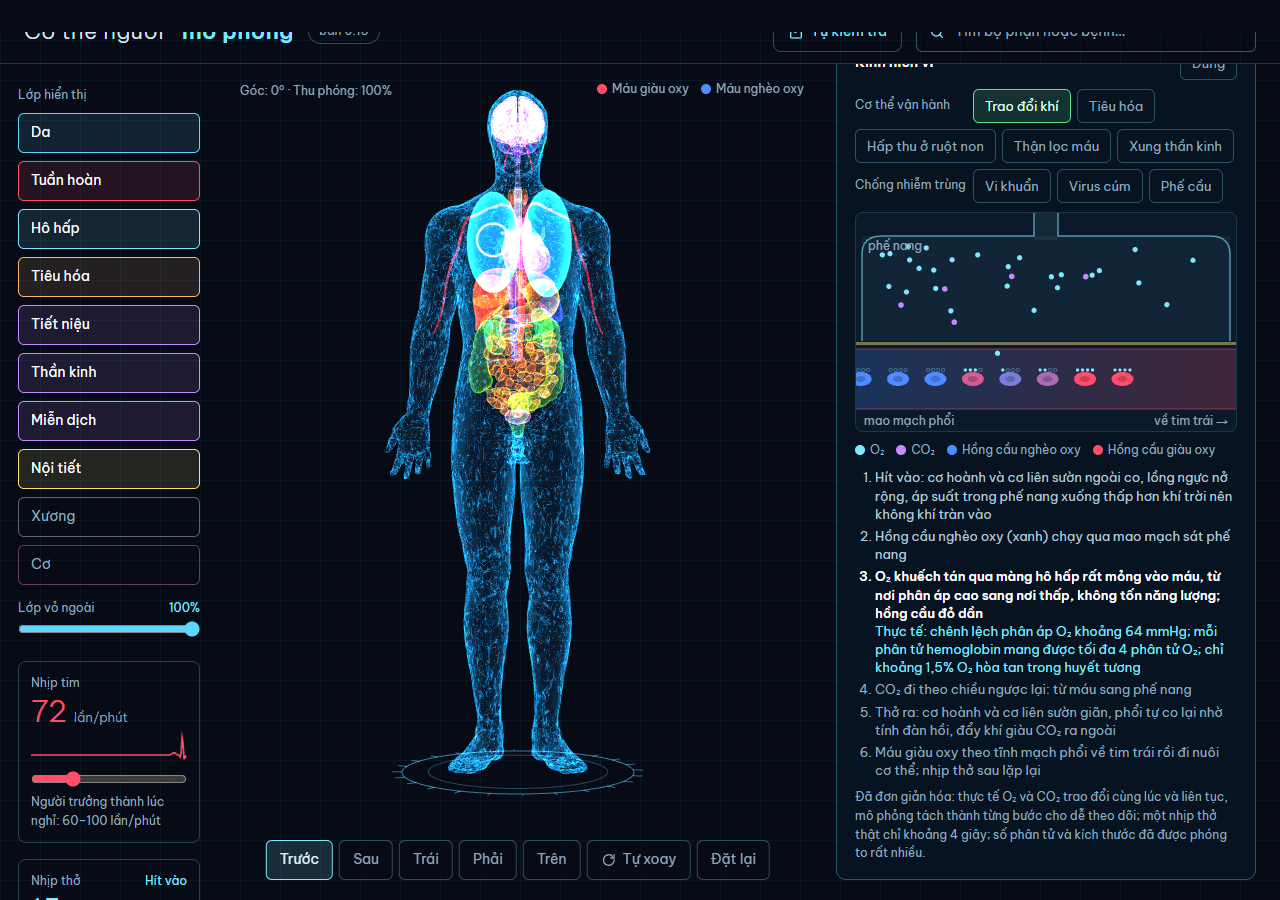 Cơ thể người mô phỏng
Tự kiểm tra
Tìm bộ phận hoặc bệnh...
Lớp hiển thị
Da
Tuần hoàn
Hô hấp
Tiêu hóa
Tiết niệu
Thần kinh
Miễn dịch
Nội tiết
Xương
Cơ
Lớp vỏ ngoài 100%
Nhịp tim
72 lần/phút
Người trưởng thành lúc
nghỉ: 60–100 lần/phút
Nhịp thở Hít vào
Góc: 0° · Thu phóng: 100%
Máu giàu oxy Máu nghèo oxy
Trước Sau Trái Phải Trên Tự xoay Đặt lại
Kính hiển vi
Dừng
Cơ thể vận hành Trao đổi khí Tiêu hóa
Hấp thu ở ruột non Thận lọc máu Xung thần kinh
Chống nhiễm trùng Vi khuẩn Virus cúm Phế cầu
phế nang
mao mạch phổi về tim trái →
O₂ CO₂ Hồng cầu nghèo oxy Hồng cầu giàu oxy
1. Hít vào: cơ hoành và cơ liên sườn ngoài co, lồng ngực nở
rộng, áp suất trong phế nang xuống thấp hơn khí trời nên
không khí tràn vào
2. Hồng cầu nghèo oxy (xanh) chạy qua mao mạch sát phế
nang
3. O₂ khuếch tán qua màng hô hấp rất mỏng vào máu, từ
nơi phân áp cao sang nơi thấp, không tốn năng lượng;
hồng cầu đỏ dần
Thực tế: chênh lệch phân áp O₂ khoảng 64 mmHg; mỗi
phân tử hemoglobin mang được tối đa 4 phân tử O₂; chỉ
khoảng 1,5% O₂ hòa tan trong huyết tương
4. CO₂ đi theo chiều ngược lại: từ máu sang phế nang
5. Thở ra: cơ hoành và cơ liên sườn giãn, phổi tự co lại nhờ
tính đàn hồi, đẩy khí giàu CO₂ ra ngoài
6. Máu giàu oxy theo tĩnh mạch phổi về tim trái rồi đi nuôi
cơ thể; nhịp thở sau lặp lại
Đã đơn giản hóa: thực tế O₂ và CO₂ trao đổi cùng lúc và liên tục,
mô phỏng tách thành từng bước cho dễ theo dõi; một nhịp thở
thật chỉ khoảng 4 giây; số phân tử và kích thước đã được phóng
to rất nhiều.